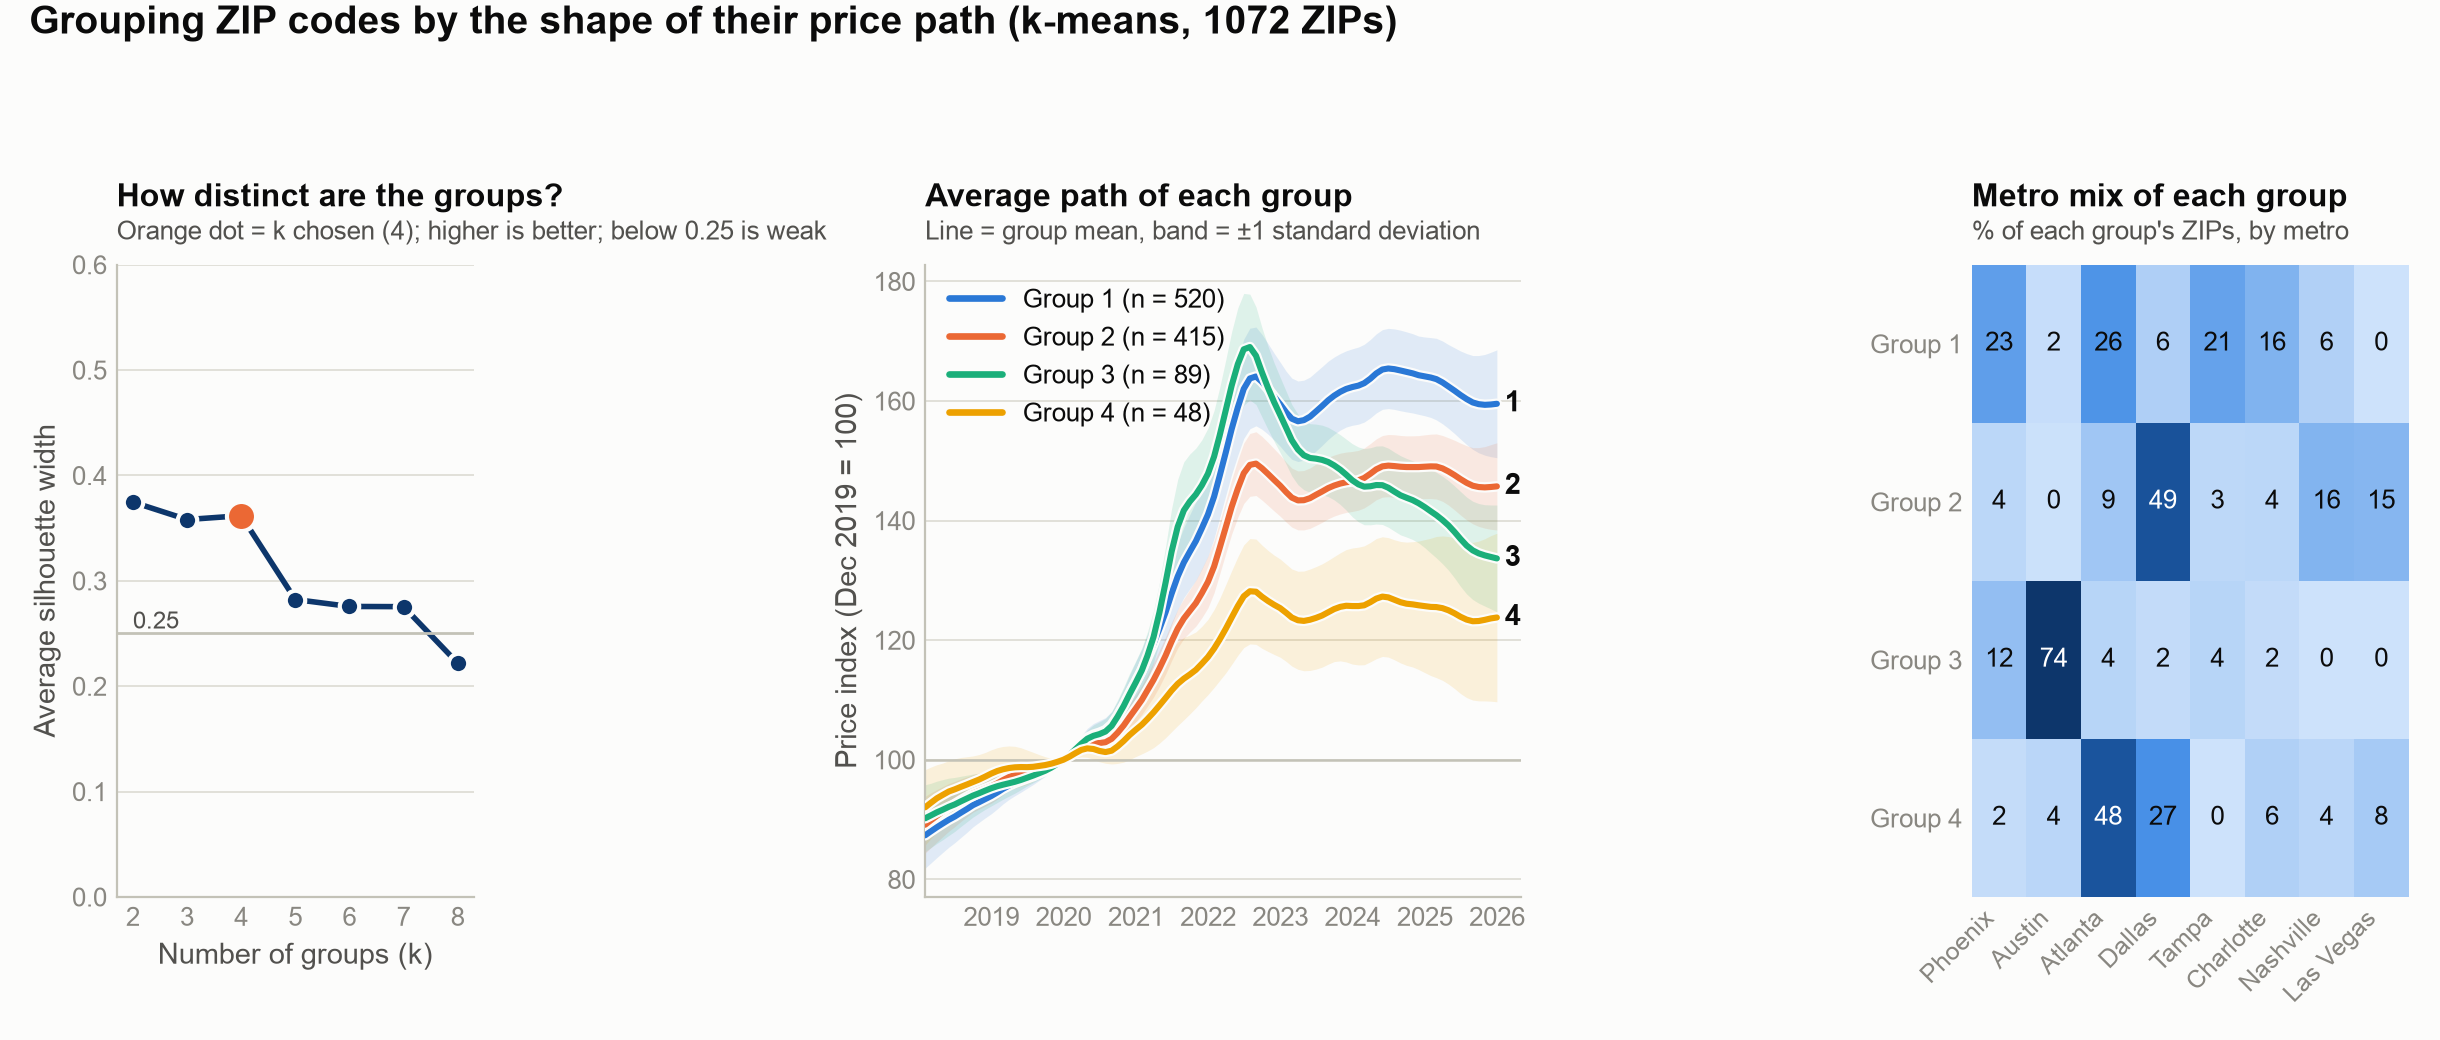 Grouping ZIP codes by the shape of their price path (k-means, 1072 ZIPs)
How distinct are the groups?
Orange dot = k chosen (4); higher is better; below 0.25 is weak
Average silhouette width
0.6
0.5
0.4
0.3
0.25
0.2
0.1
0.0
2 3 4 5 6 7 8
Number of groups (k)
Average path of each group
Line = group mean, band = ±1 standard deviation
Price index (Dec 2019 = 100)
180
160
140
120
100
80
Group 1 (n = 520)
Group 2 (n = 415)
Group 3 (n = 89)
Group 4 (n = 48)
1
2
3
4
2019 2020 2021 2022 2023 2024 2025 2026
Metro mix of each group
% of each group's ZIPs, by metro
Group 1 23 2 26 6 21 16 6 0
Group 2 4 0 9 49 3 4 16 15
Group 3 12 74 4 2 4 2 0 0
Group 4 2 4 48 27 0 6 4 8
Phoenix
Austin
Atlanta
Dallas
Tampa
Charlotte
Nashville
Las Vegas